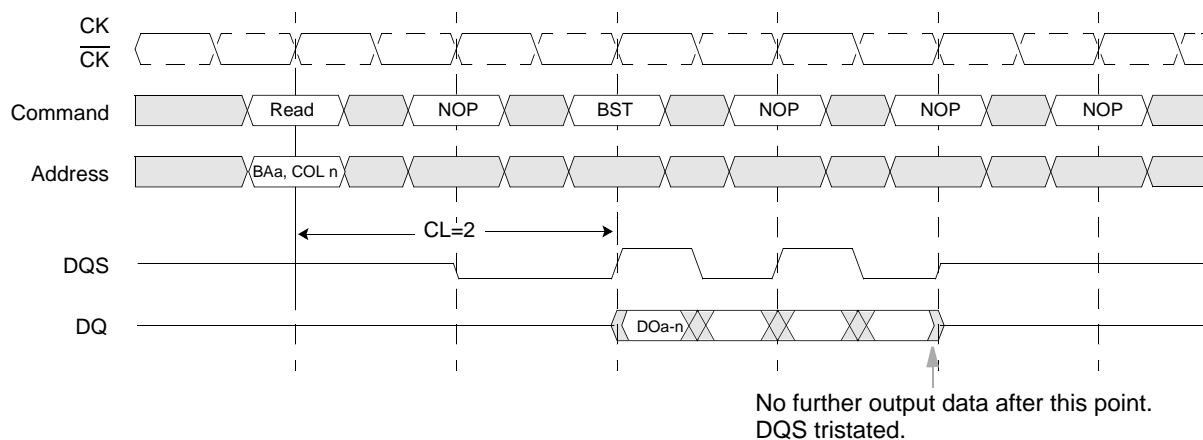 CK
CK
Command Read NOP BST NOP NOP NOP
Address BAa, COL n
CL=2
DQS
DQ DOa-n
No further output data after this point.
DQS tristated.